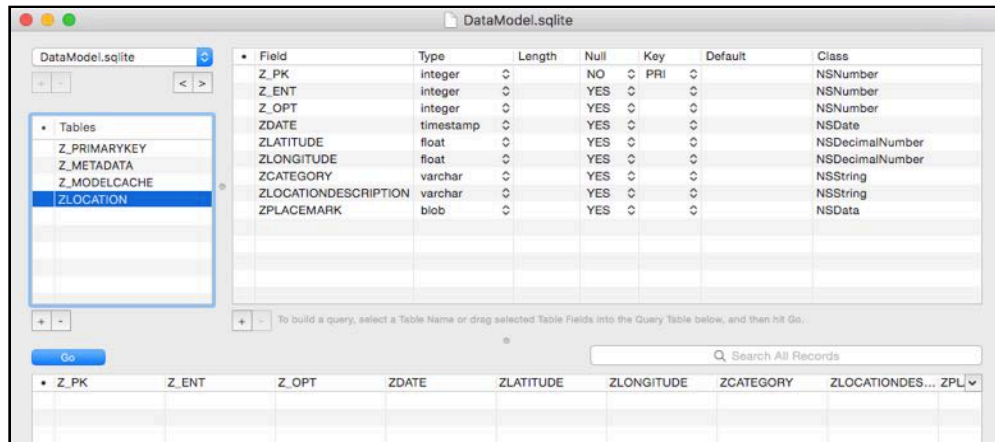 DataModel.sqlite
DataModel.sqlite
+ - < >
• Tables
Z_PRIMARYKEY
Z_METADATA
Z_MODELCACHE
ZLOCATION
+ -
• Field Type Length Null Key Default Class
Z_PK integer NO PRI NSNumber
Z_ENT integer YES NSNumber
Z_OPT integer YES NSNumber
ZDATE timestamp YES NSDate
ZLATITUDE float YES NSDecimalNumber
ZLONGITUDE float YES NSDecimalNumber
ZCATEGORY varchar YES NSString
ZLOCATIONDESCRIPTION varchar YES NSString
ZPLACEMARK blob YES NSData
+ - To build a query, select a Table Name or drag selected Table Fields into the Query Table below, and then hit Go.
Go
Search All Records
• Z_PK Z_ENT Z_OPT ZDATE ZLATITUDE ZLONGITUDE ZCATEGORY ZLOCATIONDES... ZPL